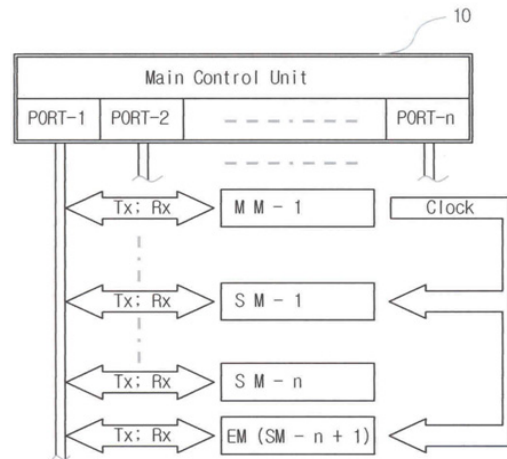 10
Main Control Unit
PORT-1 PORT-2 PORT-n
Tx; Rx M M - 1 Clock
Tx; Rx S M - 1
Tx; Rx S M - n
Tx; Rx EM (SM - n + 1)